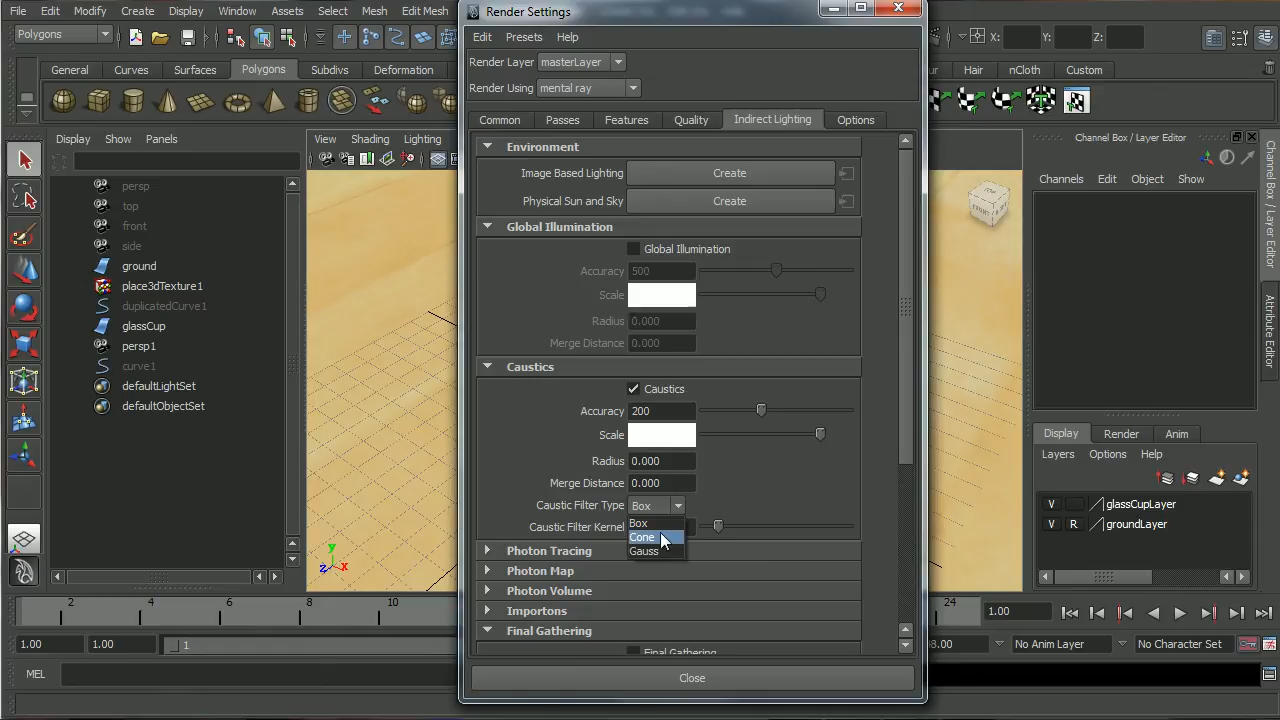 File Edit Modify Create Display Window Assets Select Mesh Edit Mesh
Render Settings
Edit Presets Help
Polygons
X: Y: Z:
Render Layer masterLayer
Render Using mental ray
General Curves Surfaces Polygons Subdivs Deformation
Hair nCloth Custom
Common Passes Features Quality Indirect Lighting Options
Display Show Panels
View Shading Lighting
Channel Box / Layer Editor
Channels Edit Object Show
Channel Box / Layer Editor
Attribute Editor
persp
top
front
side
ground
place3dTexture1
duplicatedCurve1
glassCup
persp1
curve1
defaultLightSet
defaultObjectSet
Environment
Image Based Lighting Create
Physical Sun and Sky Create
Global Illumination
Global Illumination
Accuracy 500
Scale
Radius 0.000
Merge Distance 0.000
Caustics
Caustics
Accuracy 200
Scale
Radius 0.000
Merge Distance 0.000
Caustic Filter Type Box
Box
Caustic Filter Kernel
Cone
Gauss
Photon Tracing
Photon Map
Photon Volume
Importons
Final Gathering
Final Gathering
Close
TOP
FRONT
y
z x
Display Render Anim
Layers Options Help
V glassCupLayer
V R groundLayer
2 4 6 8 10
24 1.00
1.00 1.00 1
No Anim Layer No Character Set
MEL